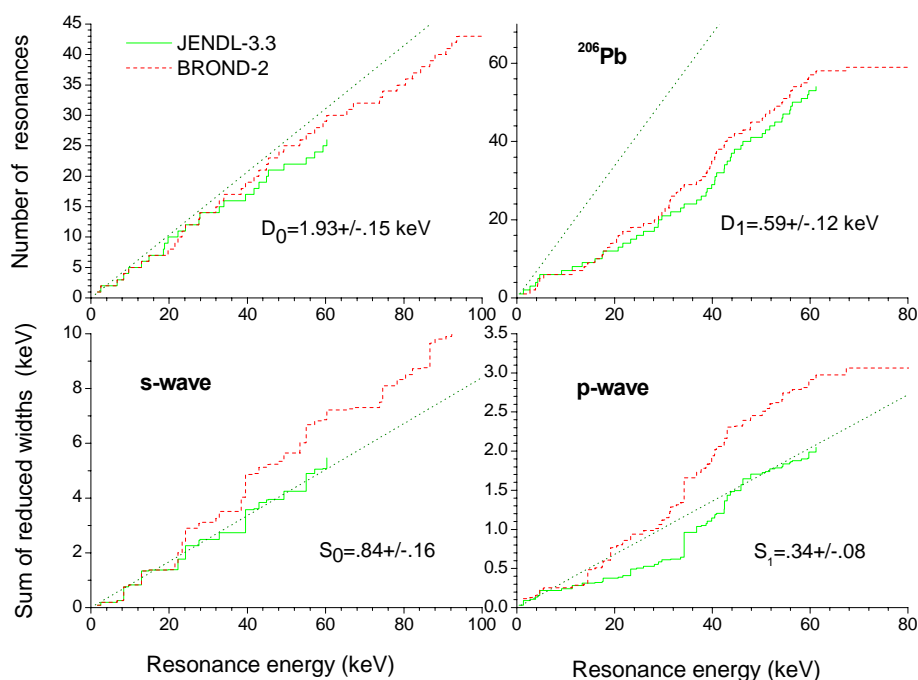 Number of resonances
45
40
35
30
25
20
15
10
5
0
JENDL-3.3
BROND-2
D0=1.93+/-.15 keV
0 20 40 60 80 100
60
40
20
0
206Pb
D1=.59+/-.12 keV
0 20 40 60 80
Sum of reduced widths (keV)
10
8
6
4
2
0
s-wave
S0=.84+/-.16
0 20 40 60 80 100
Resonance energy (keV)
3.5
3.0
2.5
2.0
1.5
1.0
0.5
0.0
p-wave
S1=.34+/-.08
0 20 40 60 80
Resonance energy (keV)